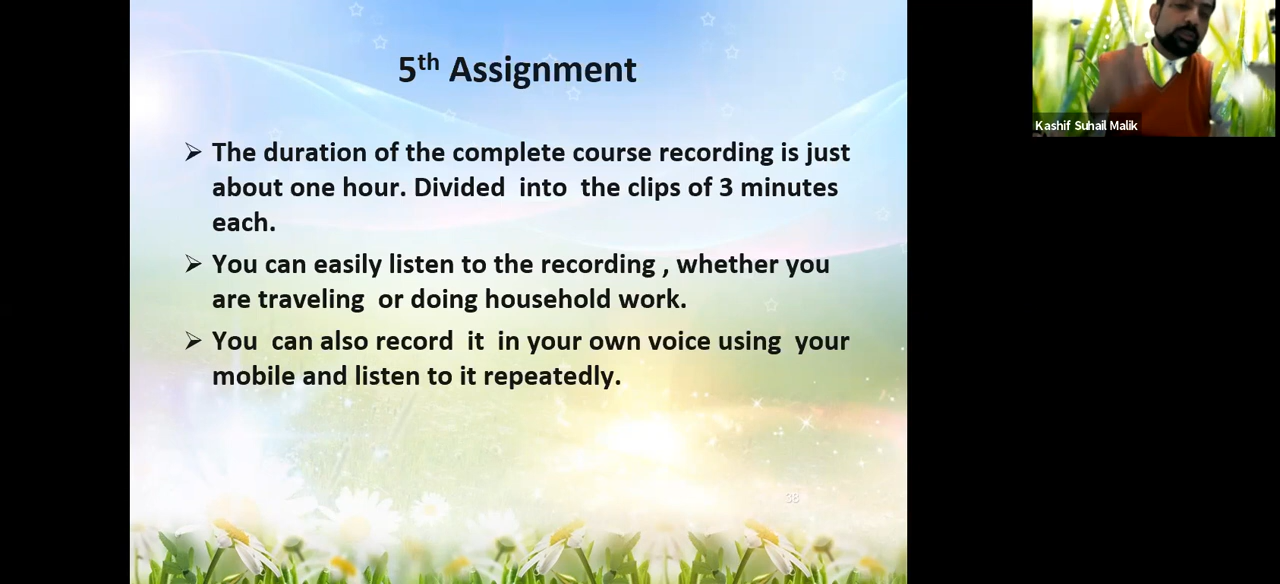 5th Assignment
➢ The duration of the complete course recording is just
about one hour. Divided into the clips of 3 minutes
each.
➢ You can easily listen to the recording , whether you
are traveling or doing household work.
➢ You can also record it in your own voice using your
mobile and listen to it repeatedly.
38
Kashif Suhail Malik